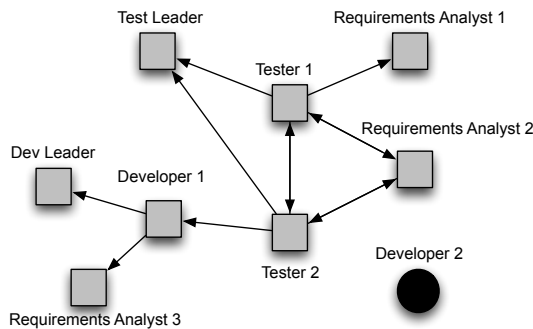 Test Leader
Requirements Analyst 1
Tester 1
Requirements Analyst 2
Dev Leader
Developer 1
Tester 2
Developer 2
Requirements Analyst 3